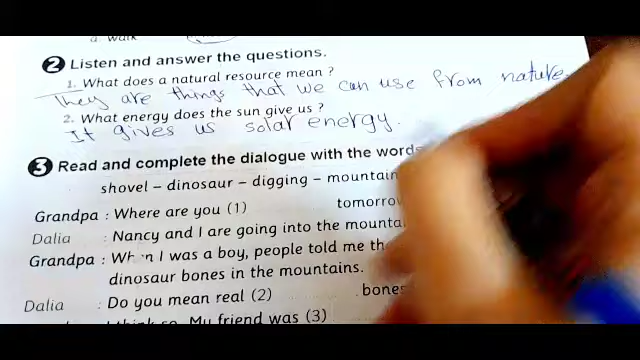 a. walk
2 Listen and answer the questions.
1. What does a natural resource mean ?
They are things that we can use from nature.
2. What energy does the sun give us ?
It gives us solar energy.
3 Read and complete the dialogue with the words
shovel – dinosaur – digging – mountain
Grandpa : Where are you (1) tomorrow
Dalia : Nancy and I are going into the mounta
Grandpa : When I was a boy, people told me th
dinosaur bones in the mountains.
Dalia : Do you mean real (2) bones
I think so. My friend was (3)